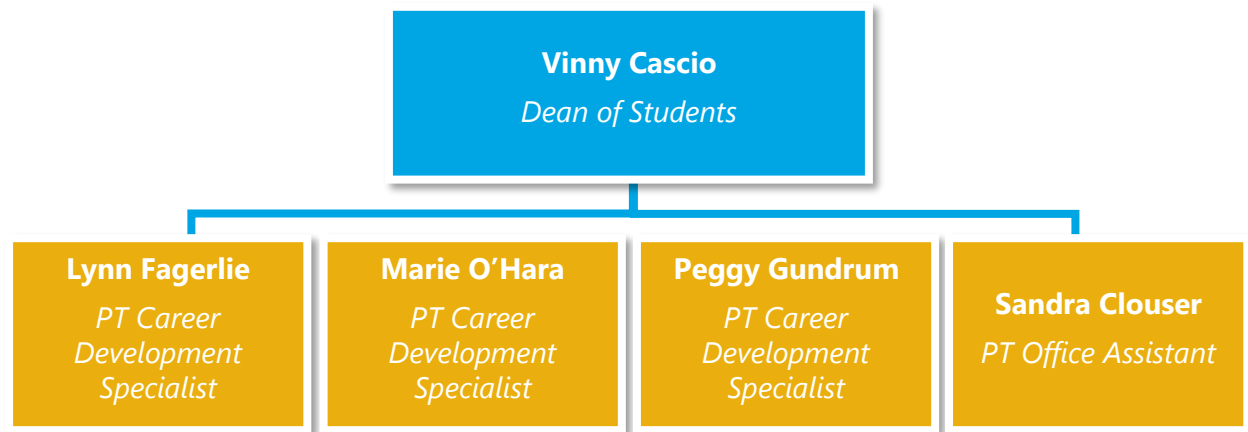 Vinny Cascio
Dean of Students
Lynn Fagerlie
PT Career
Development
Specialist
Marie O’Hara
PT Career
Development
Specialist
Peggy Gundrum
PT Career
Development
Specialist
Sandra Clouser
PT Office Assistant